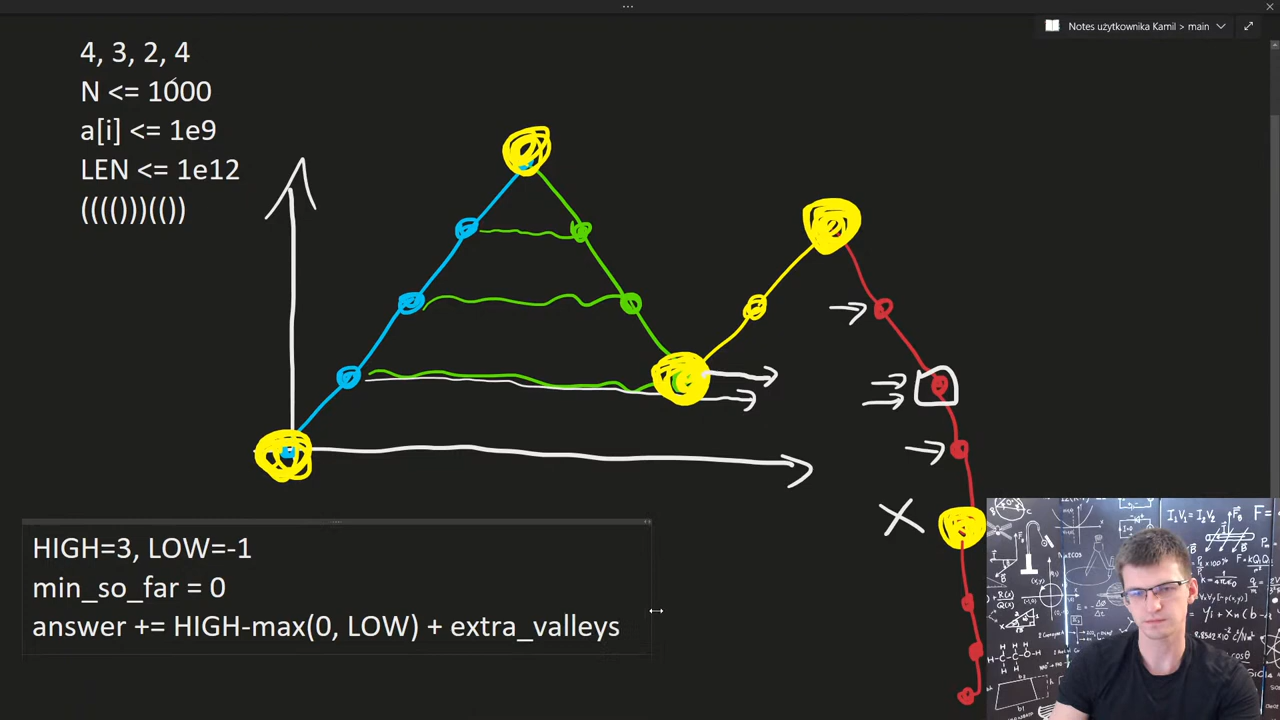 Notes użytkownika Kamil > main
4, 3, 2, 4
N <= 1000
a[i] <= 1e9
LEN <= 1e12
(((()))(())
X
HIGH=3, LOW=-1
min_so_far = 0
answer += HIGH-max(0, LOW) + extra_valleys